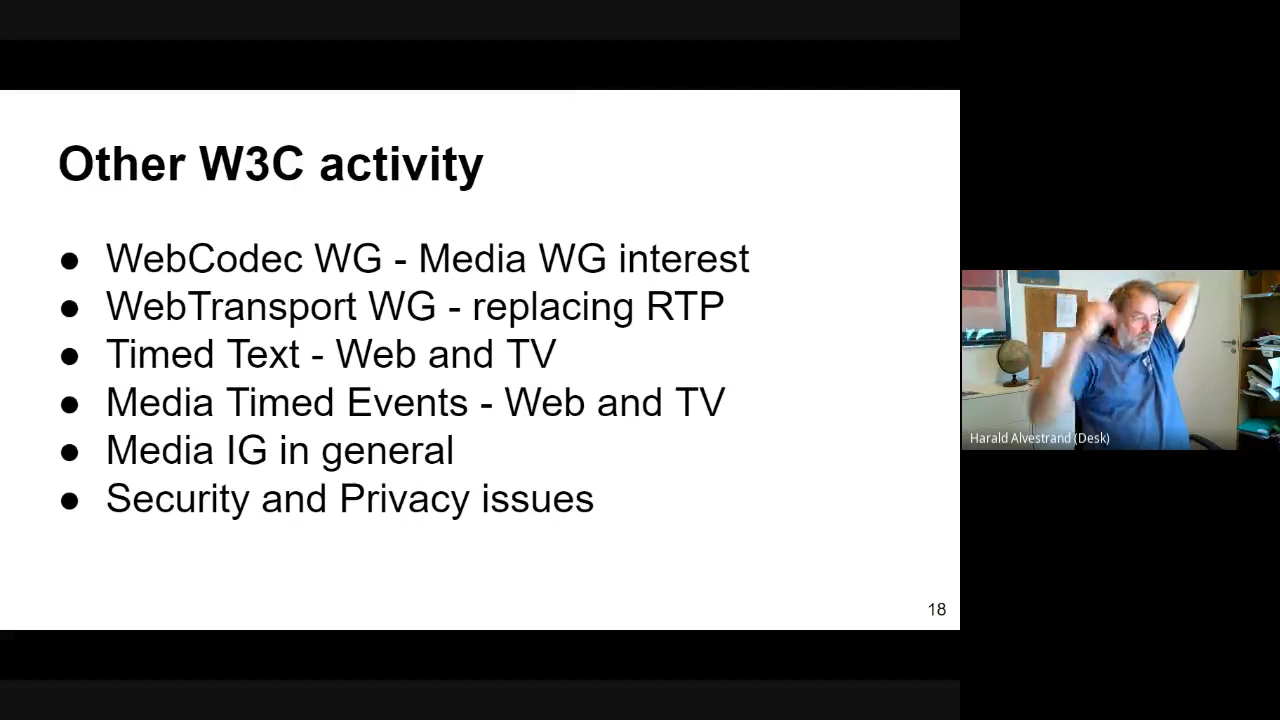 Other W3C activity
● WebCodec WG - Media WG interest
● WebTransport WG - replacing RTP
● Timed Text - Web and TV
● Media Timed Events - Web and TV
● Media IG in general
● Security and Privacy issues
18
Harald Alvestrand (Desk)